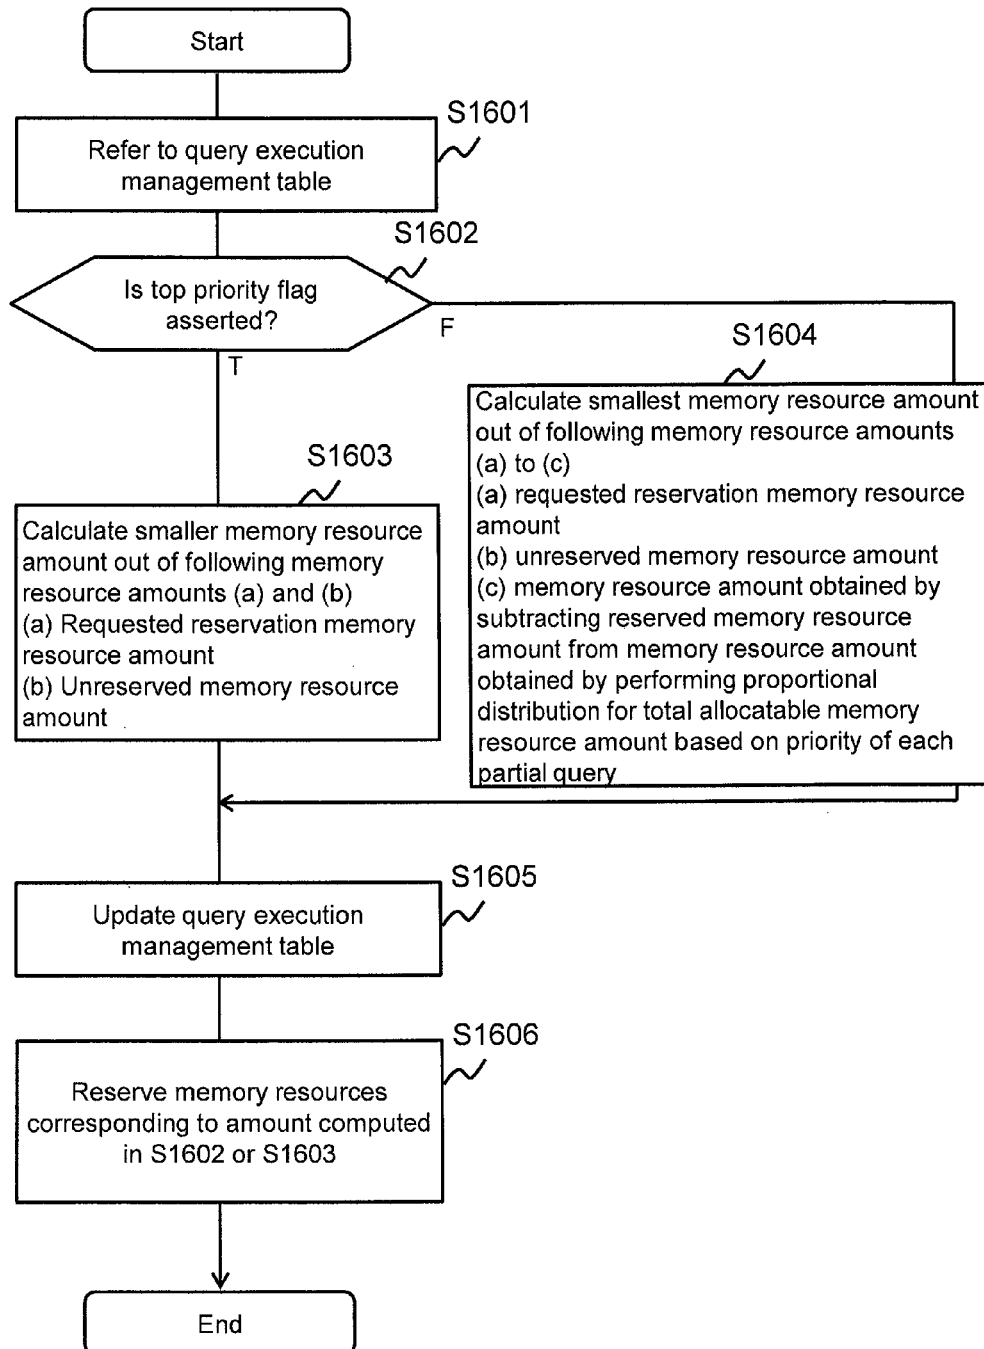 Start
S1601
Refer to query execution
management table
S1602
Is top priority flag
asserted?
F
T
S1604
Calculate smallest memory resource amount
out of following memory resource amounts
(a) to (c)
(a) requested reservation memory resource
amount
(b) unreserved memory resource amount
(c) memory resource amount obtained by
subtracting reserved memory resource
amount from memory resource amount
obtained by performing proportional
distribution for total allocatable memory
resource amount based on priority of each
partial query
S1603
Calculate smaller memory resource
amount out of following memory
resource amounts (a) and (b)
(a) Requested reservation memory
resource amount
(b) Unreserved memory resource
amount
S1605
Update query execution
management table
S1606
Reserve memory resources
corresponding to amount computed
in S1602 or S1603
End